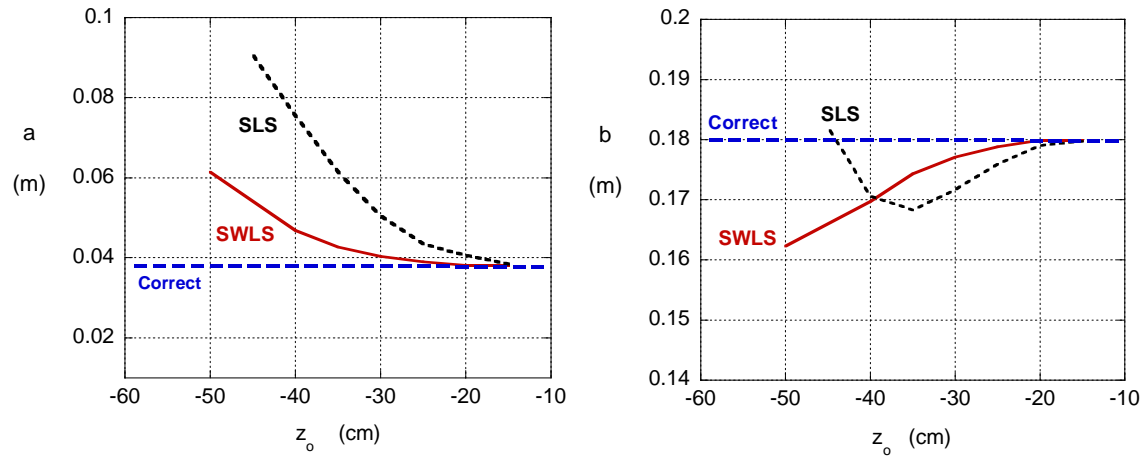 0.1
0.08
0.06
0.04
0.02
a
(m)
SLS
SWLS
Correct
-60 -50 -40 -30 -20 -10
z_o (cm)
0.2
0.19
0.18
0.17
0.16
0.15
0.14
b
(m)
SLS
Correct
SWLS
-60 -50 -40 -30 -20 -10
z_o (cm)